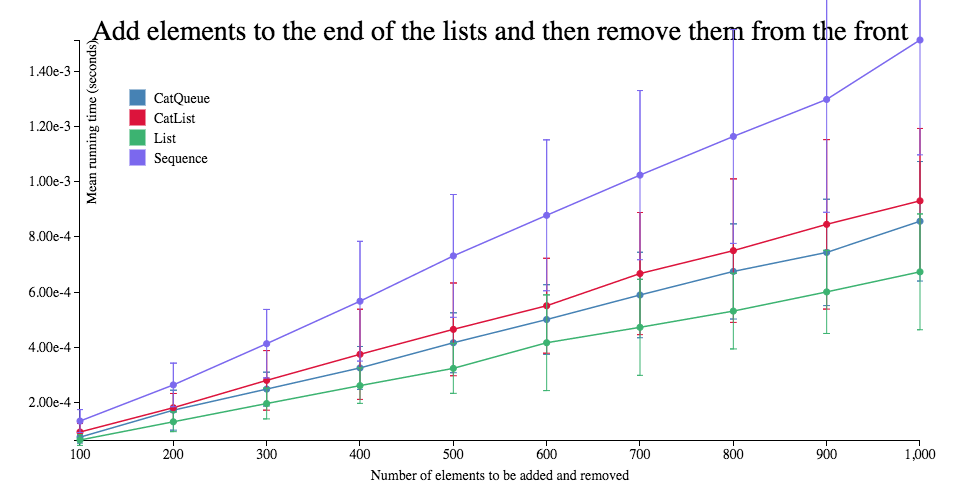 Add elements to the end of the lists and then remove them from the front
Mean running time (seconds)
1.40e-3
1.20e-3
1.00e-3
8.00e-4
6.00e-4
4.00e-4
2.00e-4
CatQueue
CatList
List
Sequence
100 200 300 400 500 600 700 800 900 1,000
Number of elements to be added and removed